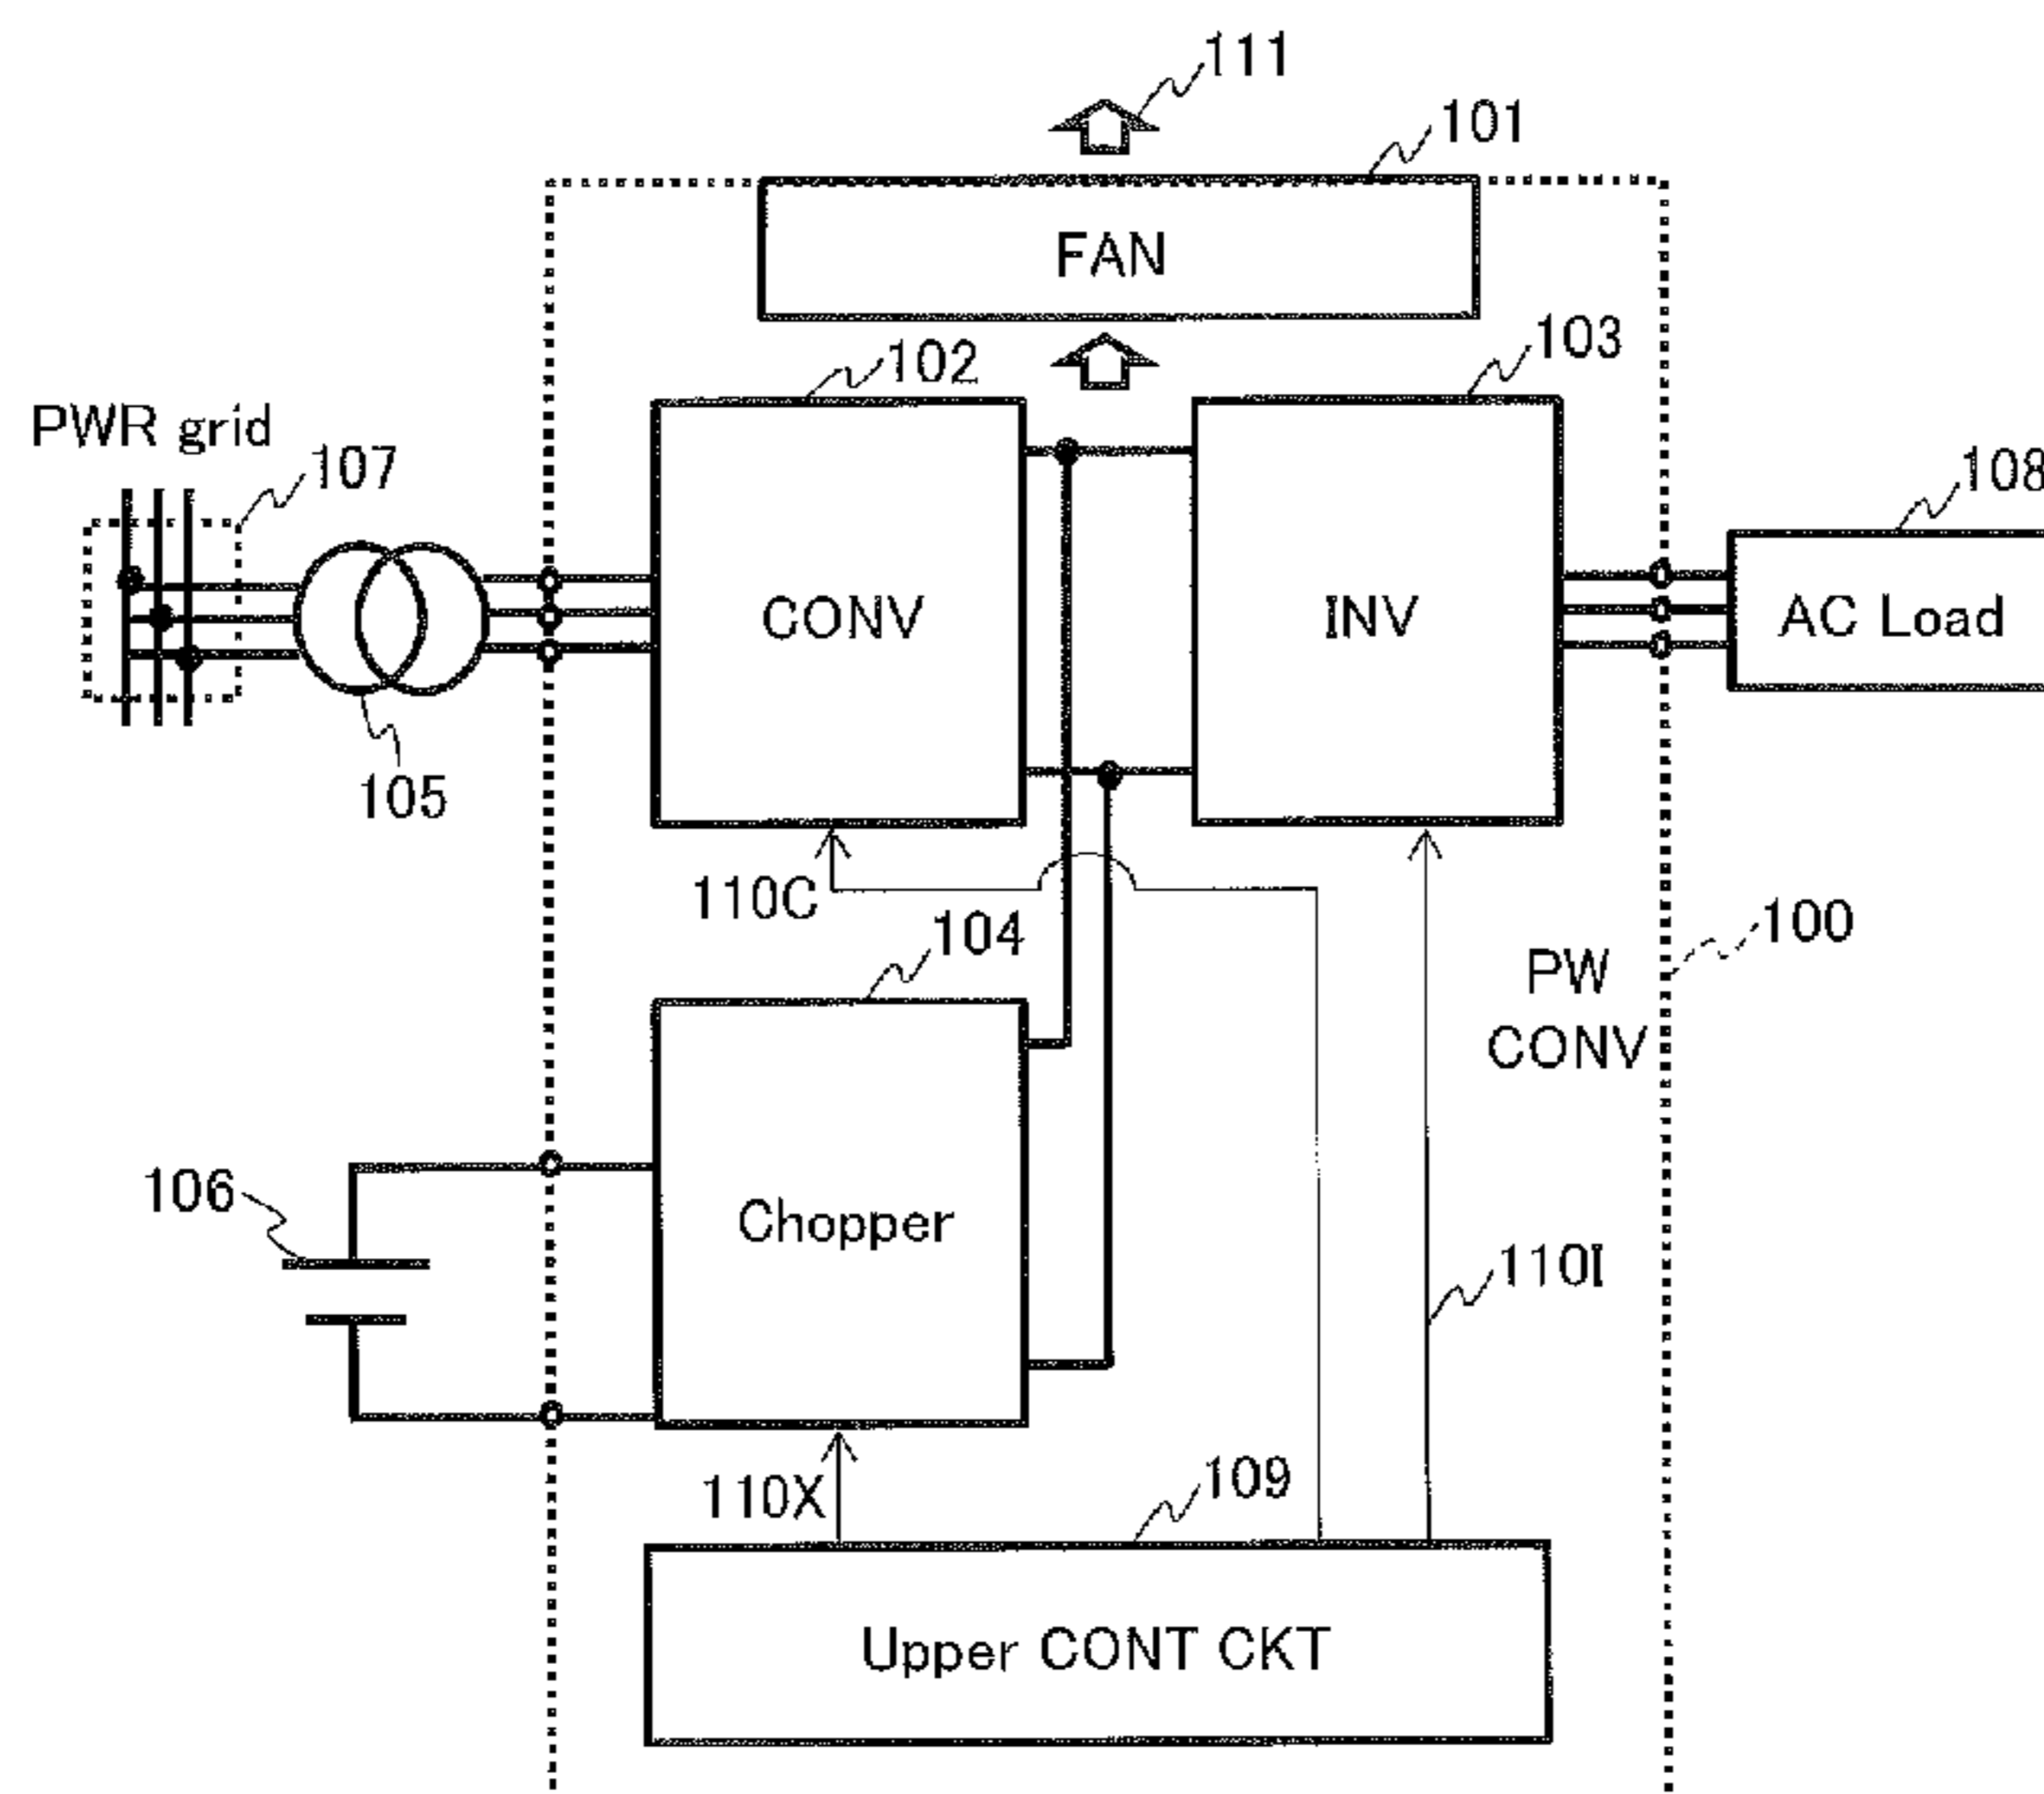 111
101
FAN
102
103
PWR grid
107
108
CONV
INV
AC Load
105
110C
104
100
PW
CONV
106
Chopper
110I
110X
109
Upper CONT CKT